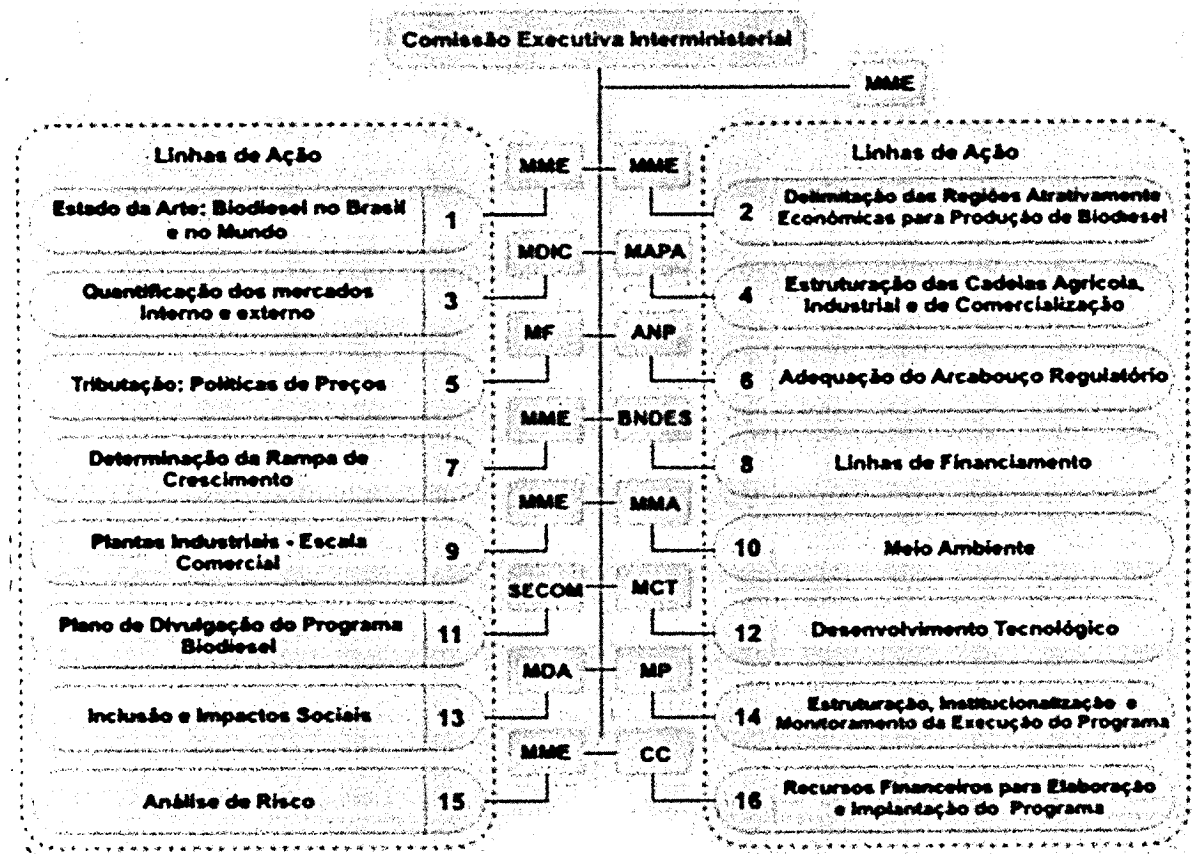 Comissão Executiva Interministerial
MME
Linhas de Ação
Linhas de Ação
MME
MME
Estado da Arte: Biodiesel no Brasil
e no Mundo
1
2
Delimitação das Regiões Atrativamente
Econômicas para Produção de Biodiesel
MDIC
MAPA
Quantificação dos mercados
Interno e externo
3
4
Estruturação das Cadeias Agrícola,
Industrial e de Comercialização
MF
ANP
Tributação: Políticas de Preços
5
6
Adequação do Arcabouço Regulatório
MME
BNDES
Determinação da Rampa de
Crescimento
7
8
Linhas de Financiamento
MME
MMA
Plantas Industriais - Escala
Comercial
9
10
Meio Ambiente
SECOM
MCT
Plano de Divulgação do Programa
Biodiesel
11
12
Desenvolvimento Tecnológico
MDA
MP
Inclusão e Impactos Sociais
13
14
Estruturação, Institucionalização e
Monitoramento da Execução do Programa
MME
CC
Análise de Risco
15
16
Recursos Financeiros para Elaboração
e Implantação do Programa